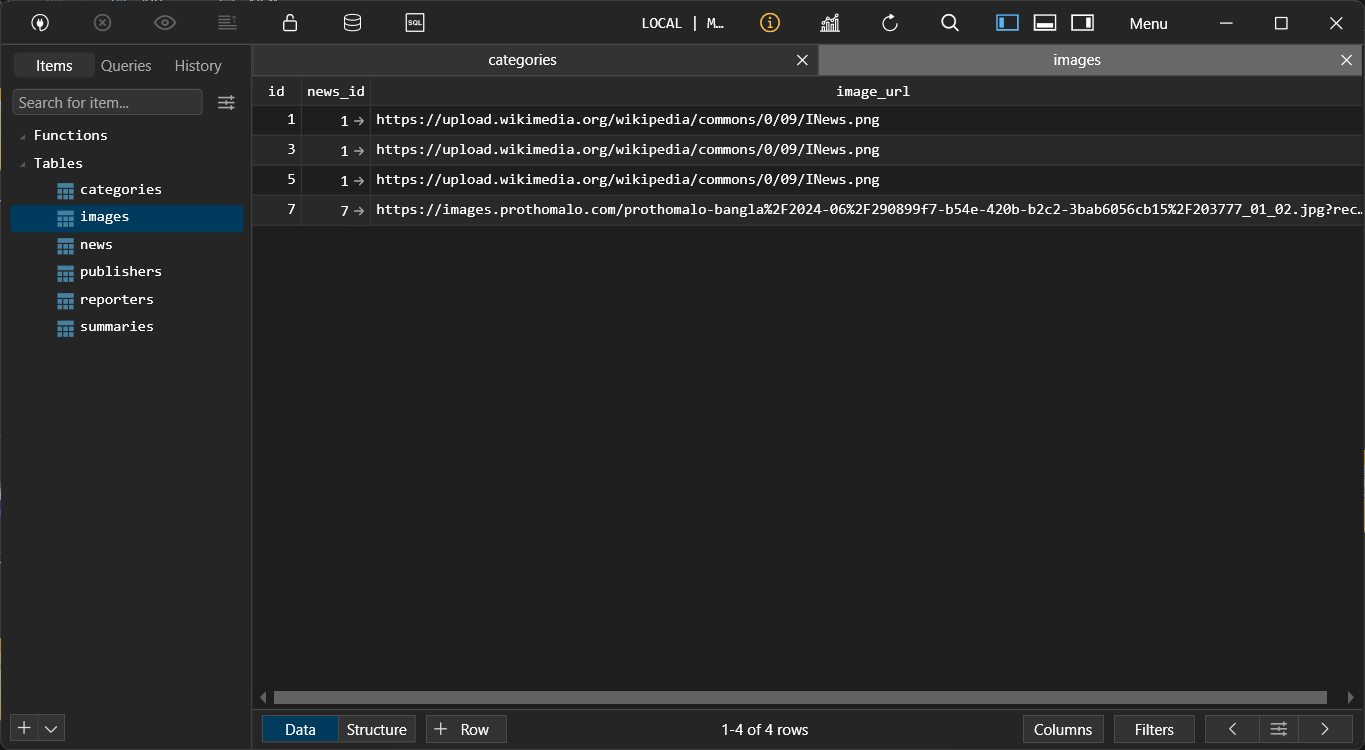 SQL
LOCAL | M...
Menu
Items Queries History
categories
images
Search for item...
Functions
Tables
categories
images
news
publishers
reporters
summaries
id news_id image_url
1 1 → https://upload.wikimedia.org/wikipedia/commons/0/09/INews.png
3 1 → https://upload.wikimedia.org/wikipedia/commons/0/09/INews.png
5 1 → https://upload.wikimedia.org/wikipedia/commons/0/09/INews.png
7 7 → https://images.prothomalo.com/prothomalo-bangla%2F2024-06%2F290899f7-b54e-420b-b2c2-3bab6056cb15%2F203777_01_02.jpg?rec…
Data Structure + Row 1-4 of 4 rows Columns Filters